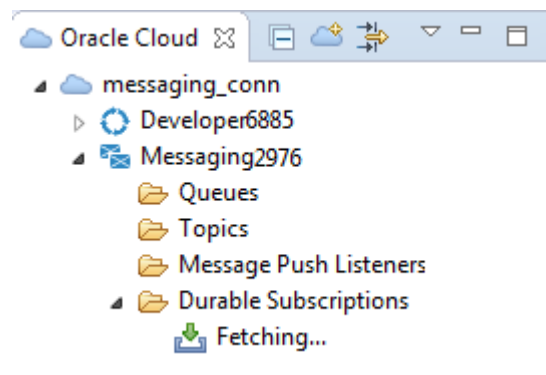 Oracle Cloud
messaging_conn
Developer6885
Messaging2976
Queues
Topics
Message Push Listeners
Durable Subscriptions
Fetching...